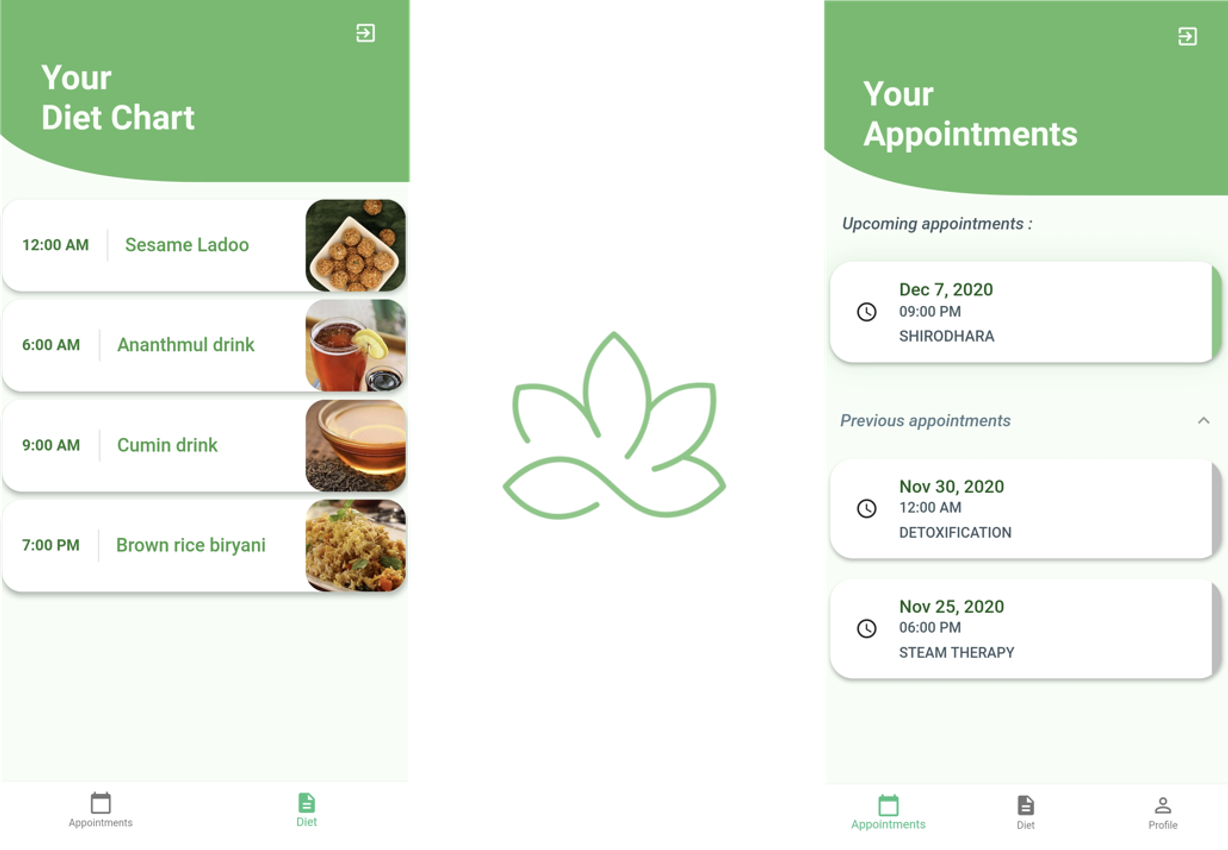 Your
Diet Chart
12:00 AM
Sesame Ladoo
6:00 AM
Ananthmul drink
9:00 AM
Cumin drink
7:00 PM
Brown rice biryani
Appointments
Diet
Your
Appointments
Upcoming appointments :
Dec 7, 2020
09:00 PM
SHIRODHARA
Previous appointments
Nov 30, 2020
12:00 AM
DETOXIFICATION
Nov 25, 2020
06:00 PM
STEAM THERAPY
Appointments
Diet
Profile